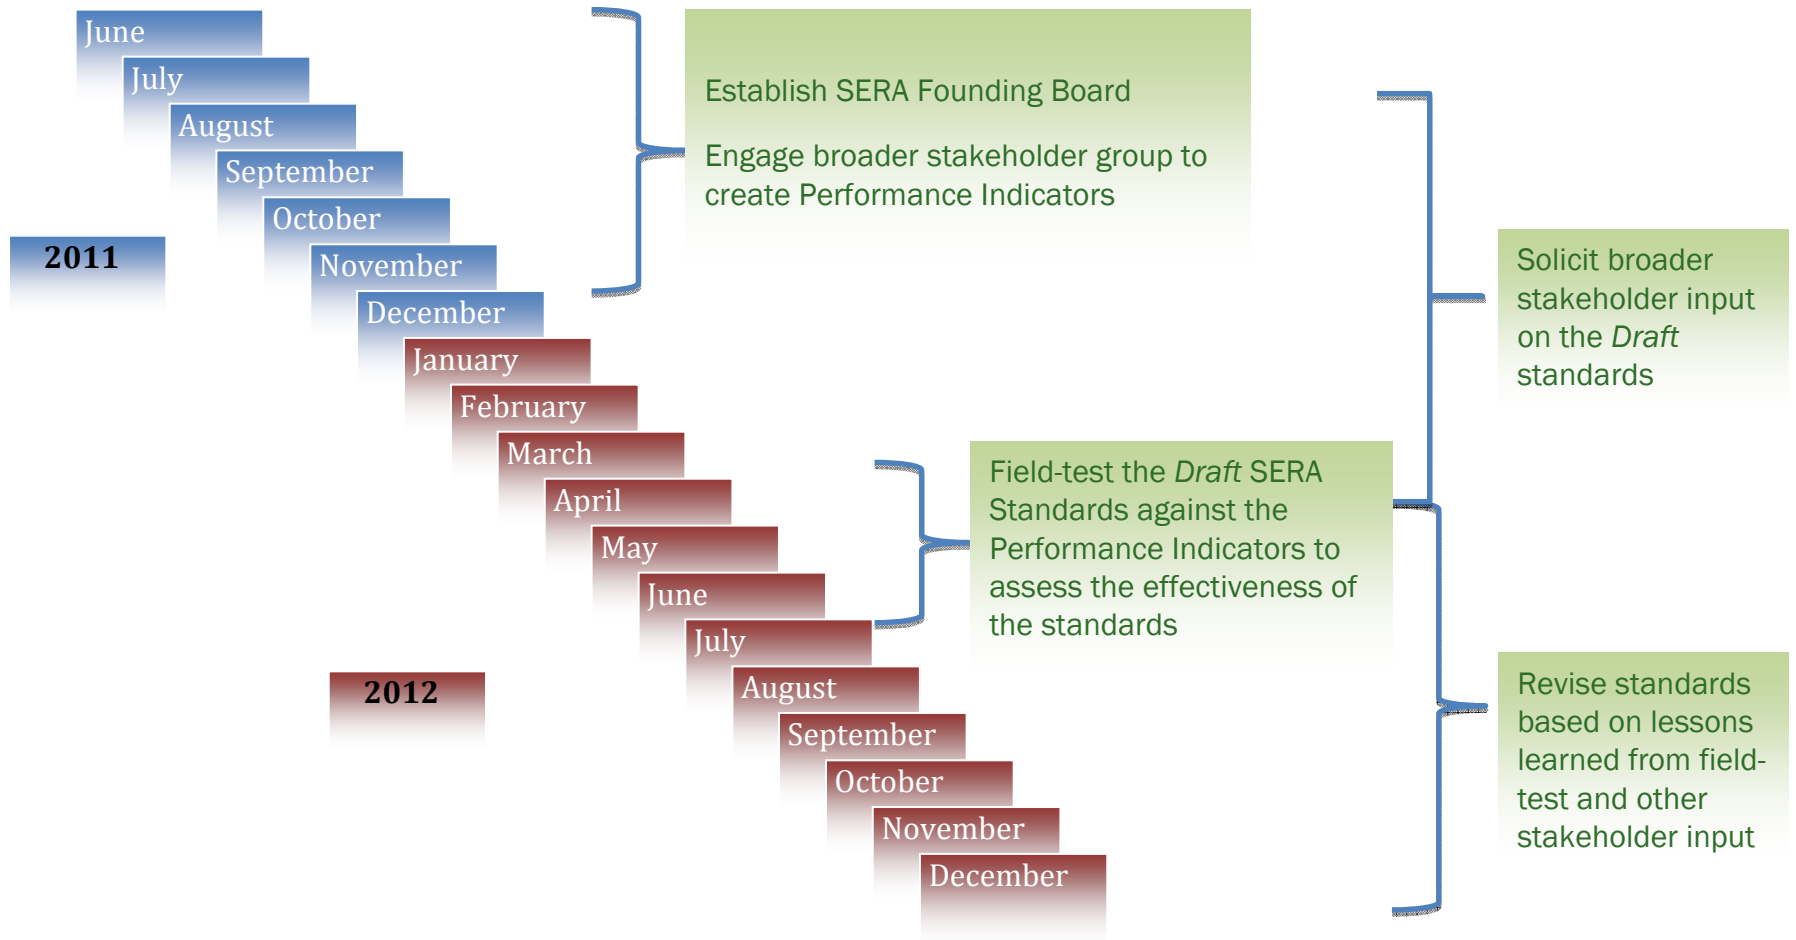 June
July
August
September
October
November
December
2011
January
February
March
April
May
June
July
August
September
October
November
December
2012
Establish SERA Founding Board
Engage broader stakeholder group to
create Performance Indicators
Field-test the Draft SERA
Standards against the
Performance Indicators to
assess the effectiveness of
the standards
Solicit broader
stakeholder input
on the Draft
standards
Revise standards
based on lessons
learned from field-
test and other
stakeholder input